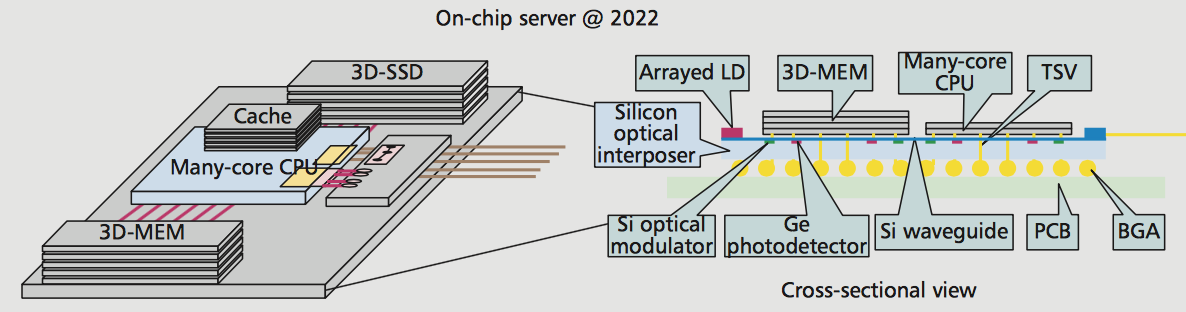 On-chip server @ 2022
3D-SSD
Cache
Many-core CPU
3D-MEM
Silicon
optical
interposer
Arrayed LD
3D-MEM
Many-core
CPU
TSV
Si optical
modulator
Ge
photodetector
Si waveguide
PCB
BGA
Cross-sectional view